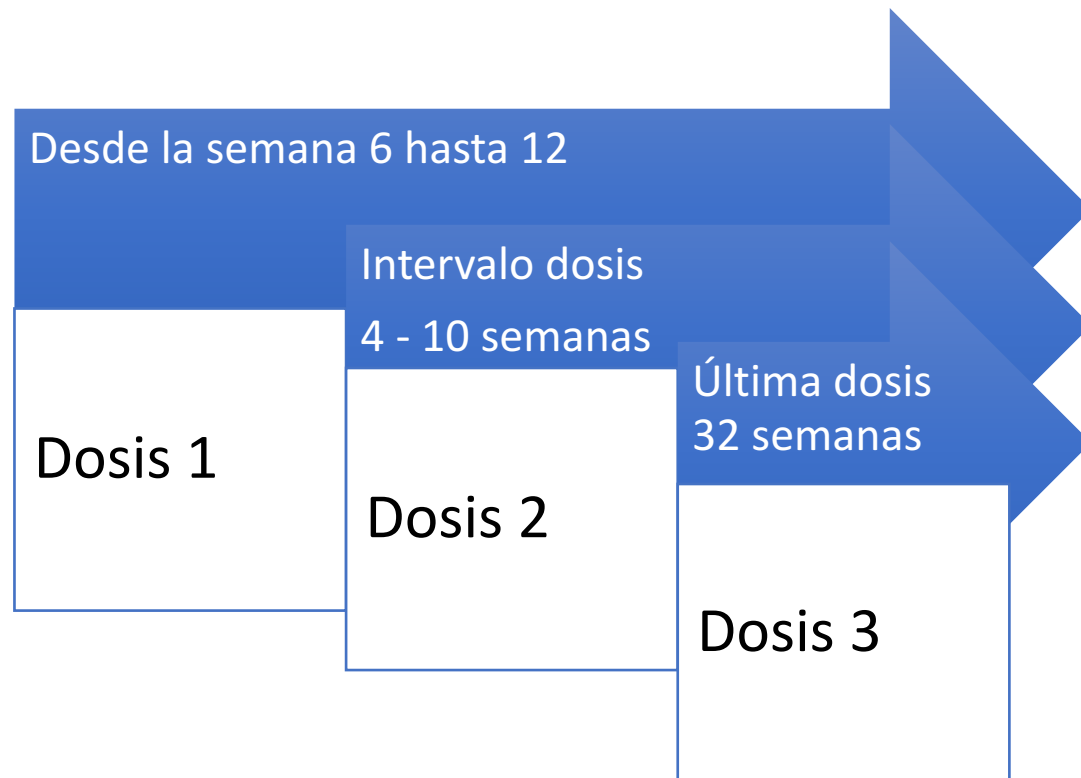 Desde la semana 6 hasta 12
Dosis 1
Intervalo dosis
4 - 10 semanas
Dosis 2
Última dosis
32 semanas
Dosis 3